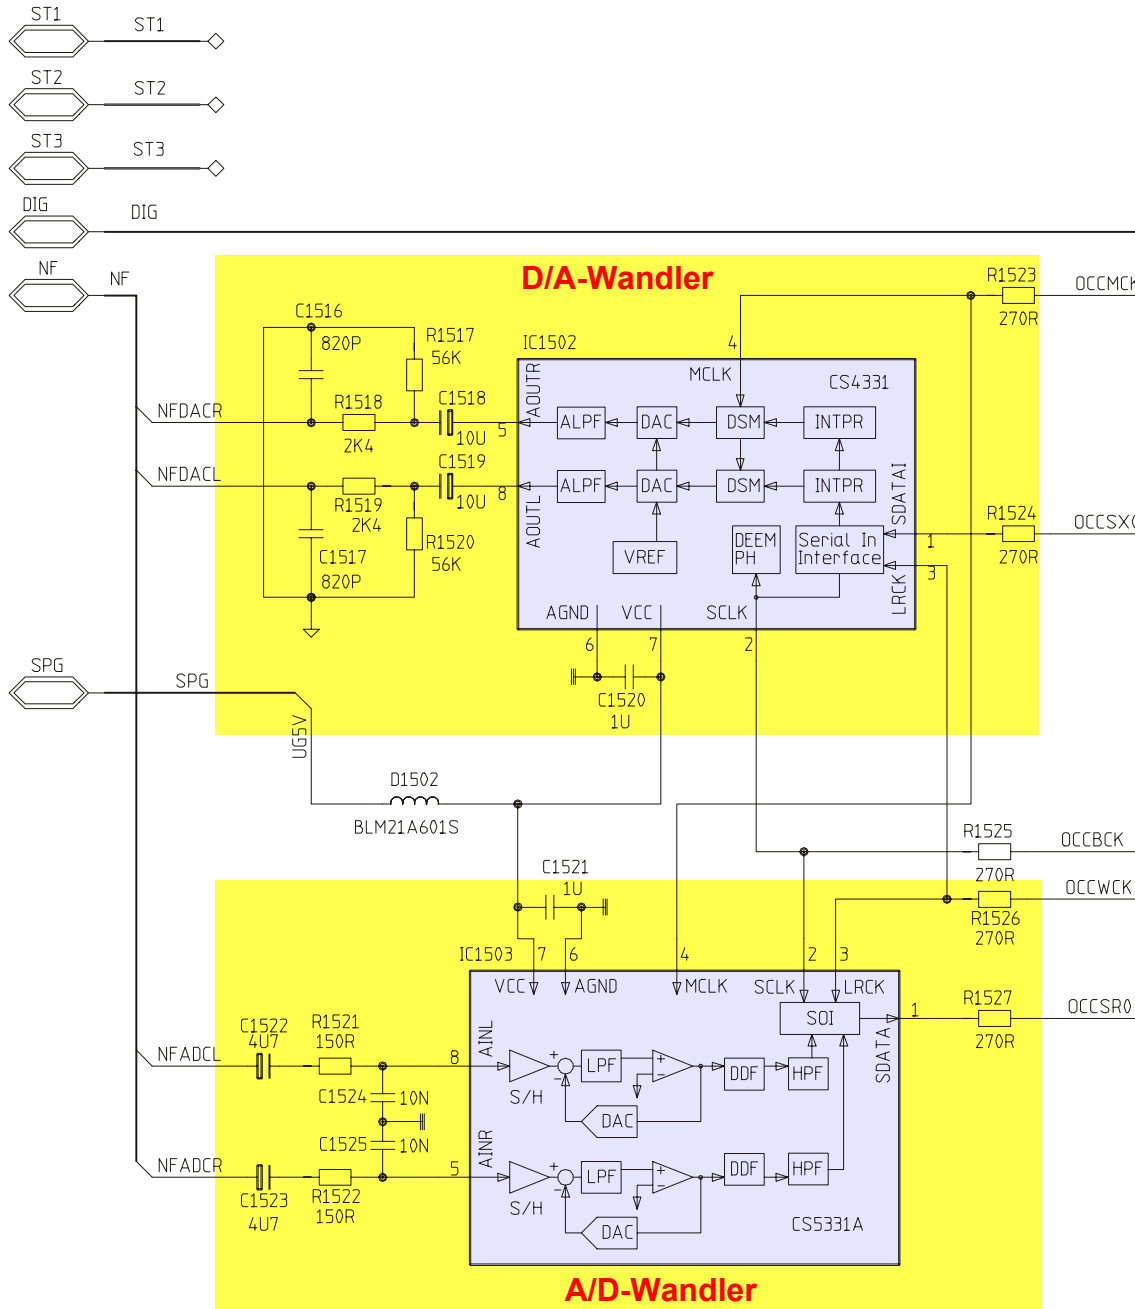 ST1
ST1
ST2
ST2
ST3
ST3
DIG
DIG
NF
NF
D/A-Wandler
R1523
270R
OCCMCK
C1516
820P
R1517
56K
IC1502
4
MCLK
CS4331
NFDACR
R1518
2K4
C1518
10U
5
AOUTR
ALPF
DAC
DSM
INTPR
NFDACL
R1519
2K4
C1519
10U
8
AOUTL
ALPF
DAC
DSM
INTPR
SDATAI
C1517
820P
R1520
56K
VREF
DEEM
PH
Serial In
Interface
1
3
LRCK
R1524
270R
OCCSX
AGND
VCC
SCLK
6
7
2
C1520
1U
SPG
SPG
UG5V
D1502
BLM21A601S
R1525
270R
OCCBCK
C1521
1U
R1526
270R
OCCWCK
IC1503
7
6
4
2
3
VCC
AGND
MCLK
SCLK
LRCK
SOI
SDATA
1
R1527
270R
OCCSR0
NFADCL
C1522
4U7
R1521
150R
8
AINL
S/H
+
-
LPF
+
-
DDF
HPF
DAC
C1524
10N
C1525
10N
NFADCR
C1523
4U7
R1522
150R
5
AINR
S/H
+
-
LPF
+
-
DDF
HPF
DAC
CS5331A
A/D-Wandler